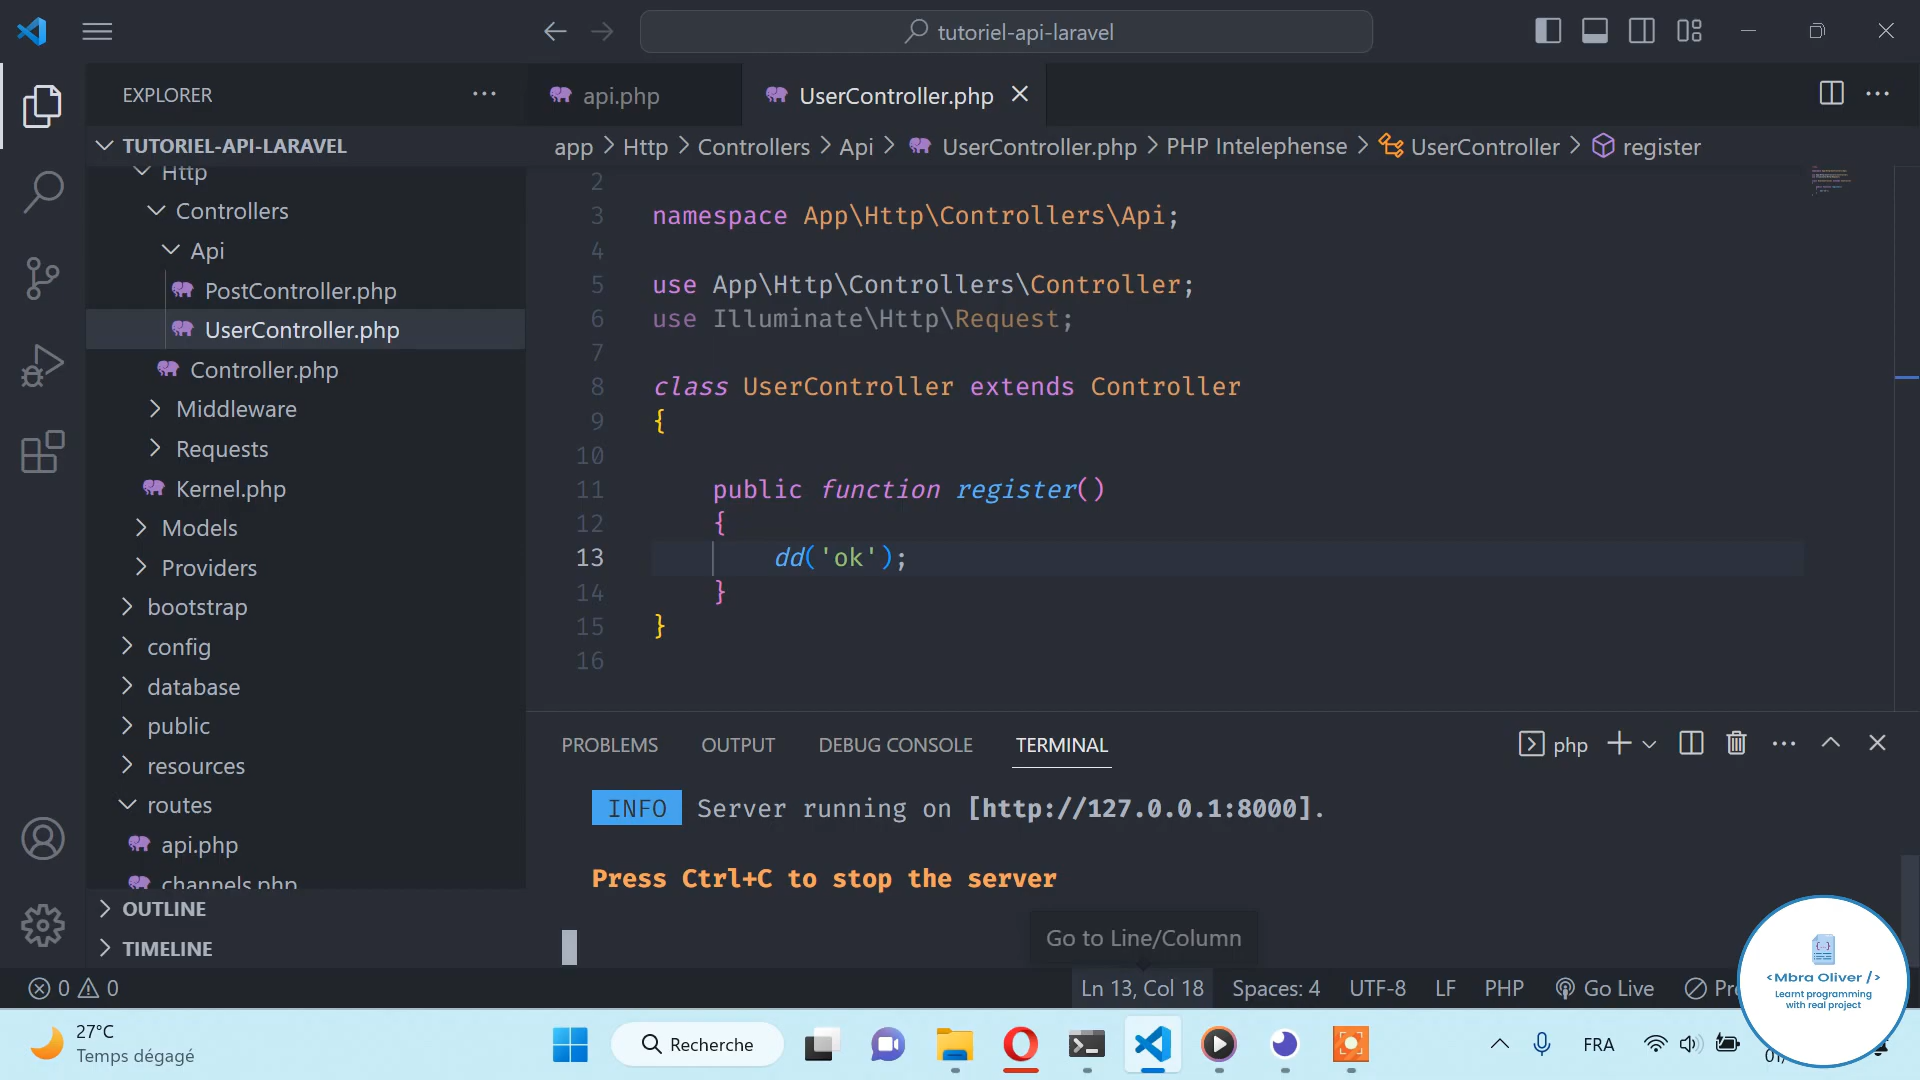 tutoriel-api-laravel
EXPLORER
api.php
UserController.php
TUTORIEL-API-LARAVEL
app > Http > Controllers > Api > UserController.php > PHP Intelephense > UserController > register
Http
Controllers
Api
PostController.php
UserController.php
Controller.php
Middleware
Requests
Kernel.php
Models
Providers
bootstrap
config
database
public
resources
routes
api.php
channels.php
OUTLINE
TIMELINE
2
3 namespace App\Http\Controllers\Api;
4
5 use App\Http\Controllers\Controller;
6 use Illuminate\Http\Request;
7
8 class UserController extends Controller
9 {
10
11 public function register()
12 {
13 dd('ok');
14 }
15 }
16
PROBLEMS OUTPUT DEBUG CONSOLE TERMINAL
php
INFO Server running on [http://127.0.0.1:8000].
Press Ctrl+C to stop the server
Go to Line/Column
0 0
Ln 13, Col 18 Spaces: 4 UTF-8 LF PHP Go Live
<Mbra Oliver />
Learnt programming
with real project
27°C
Temps dégagé
Recherche
FRA